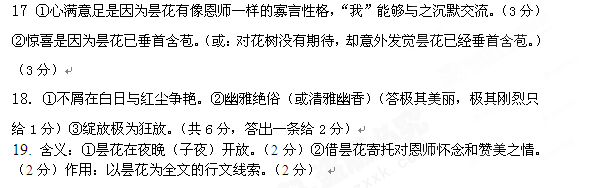 17 ①心满意足是因为昙花有像恩师一样的寡言性格，“我”能够与之沉默交流。（3分）
②惊喜是因为昙花已垂首含苞。（或：对花树没有期待，却意外发觉昙花已经垂首含苞。）
（3分）
18. ①不屑在白日与红尘争艳。②幽雅绝俗（或清雅幽香）（答极其美丽，极其刚烈只
给1分）③绽放极为狂放。（共6分，答出一条给2分）
19. 含义：①昙花在夜晚（子夜）开放。（2分）②借昙花寄托对恩师怀念和赞美之情。
（2分）作用：以昙花为全文的行文线索。（2分）